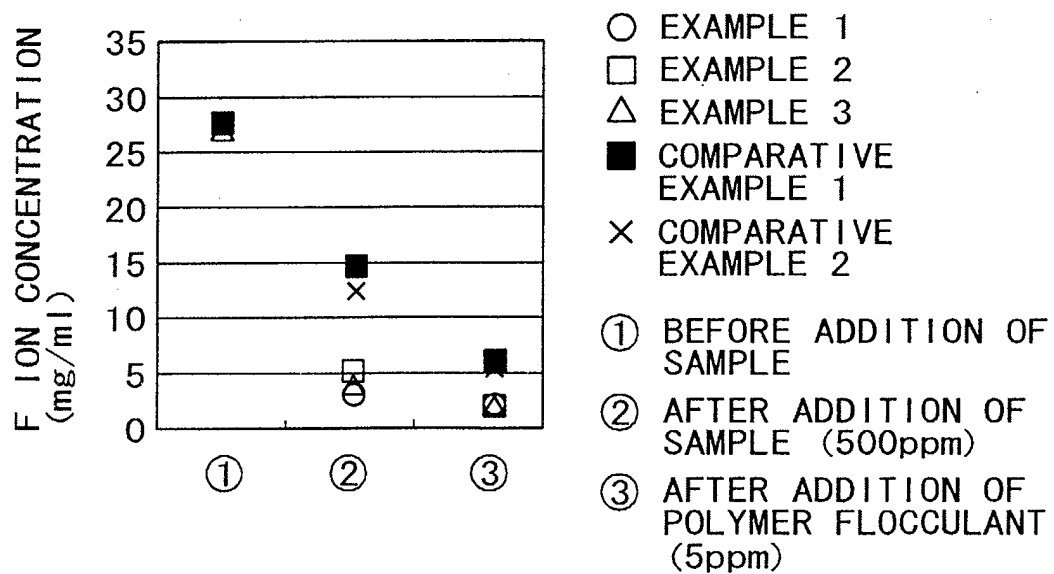 F ION CONCENTRATION
(mg/ml)
35
30
25
20
15
10
5
0
① ② ③
EXAMPLE 1
EXAMPLE 2
EXAMPLE 3
COMPARATIVE
EXAMPLE 1
COMPARATIVE
EXAMPLE 2
① BEFORE ADDITION OF
SAMPLE
② AFTER ADDITION OF
SAMPLE (500ppm)
③ AFTER ADDITION OF
POLYMER FLOCCULANT
(5ppm)